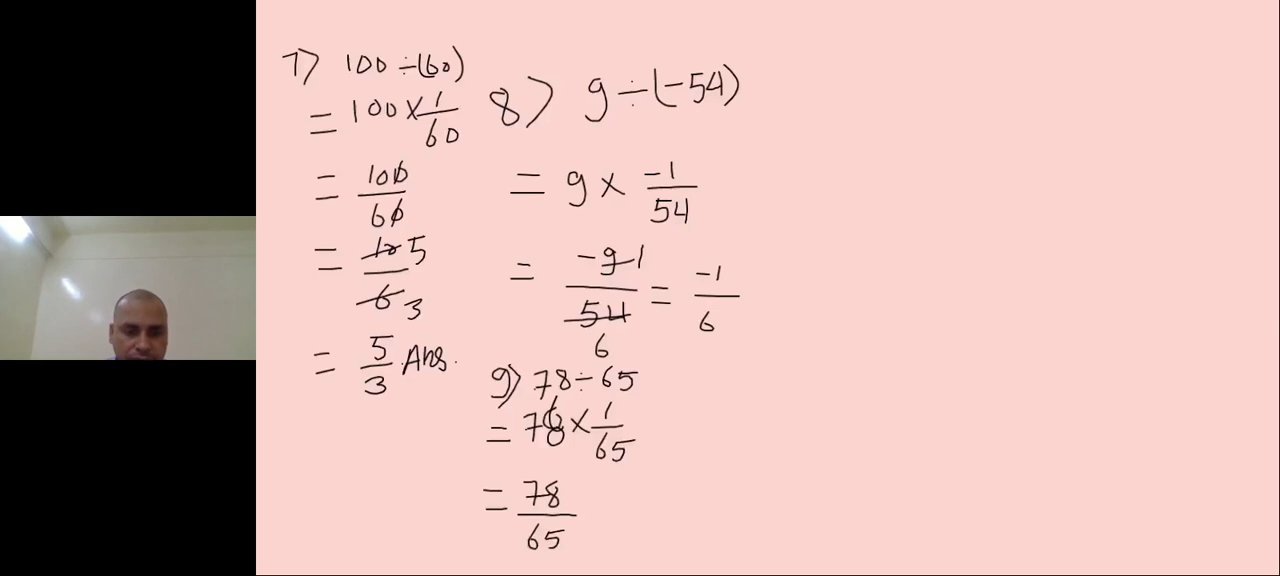 7) 100 ÷ (60)
= 100 × 1/60
= 100/60
= 10 5 / 6 3
= 5/3 Ans.
8) 9 ÷ (-54)
= 9 × -1/54
= -9 1 / 54 6 = -1/6
9) 78 ÷ 65
= 78 × 1/65
= 78/65